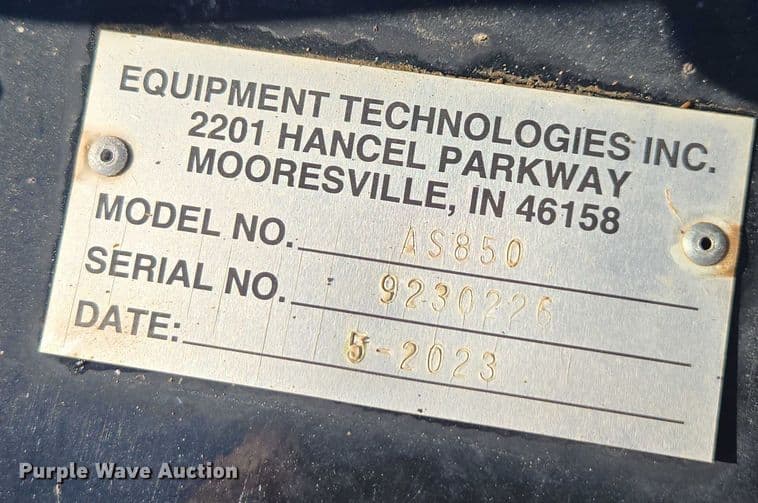 EQUIPMENT TECHNOLOGIES INC.
2201 HANCEL PARKWAY
MOORESVILLE, IN 46158
MODEL NO. AS850
SERIAL NO. 9230226
DATE: 5-2023
Purple Wave Auction